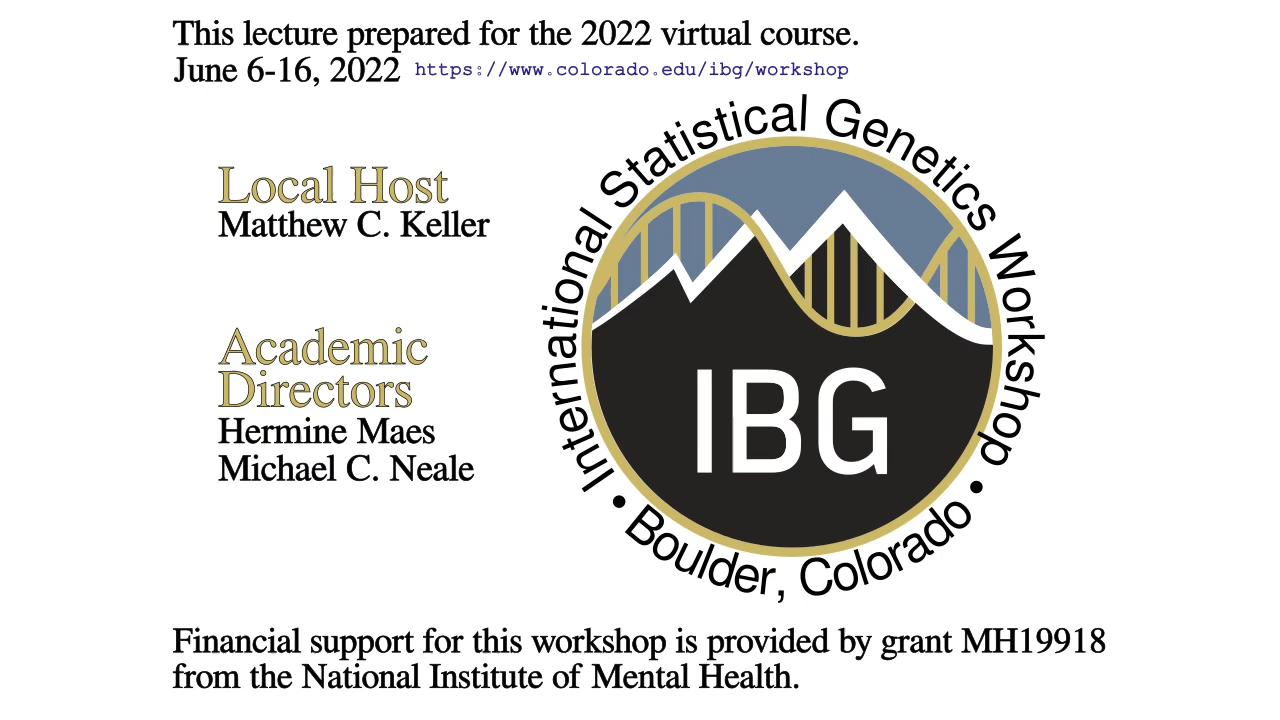 This lecture prepared for the 2022 virtual course.
June 6-16, 2022 https://www.colorado.edu/ibg/workshop
Local Host
Matthew C. Keller
Academic
Directors
Hermine Maes
Michael C. Neale
International Statistical Genetics Workshop
• Boulder, Colorado •
IBG
Financial support for this workshop is provided by grant MH19918
from the National Institute of Mental Health.